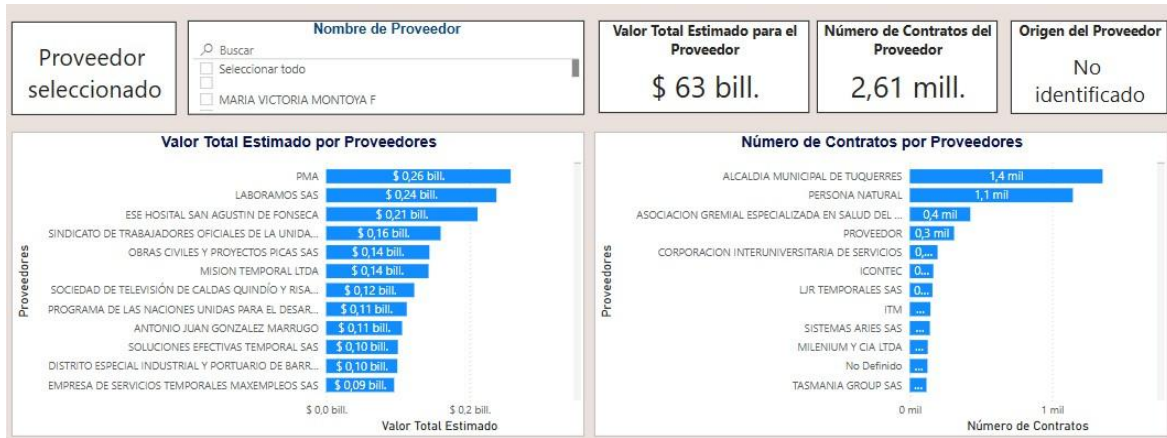 Proveedor
seleccionado
Nombre de Proveedor
Buscar
Seleccionar todo
MARIA VICTORIA MONTOYA F
Valor Total Estimado para el
Proveedor
$ 63 bill.
Número de Contratos del
Proveedor
2,61 mill.
Origen del Proveedor
No
identificado
Valor Total Estimado por Proveedores
Proveedores
PMA $ 0,26 bill.
LABORAMOS SAS $ 0,24 bill.
ESE HOSITAL SAN AGUSTIN DE FONSECA $ 0,21 bill.
SINDICATO DE TRABAJADORES OFICIALES DE LA UNIDA... $ 0,16 bill.
OBRAS CIVILES Y PROYECTOS PICAS SAS $ 0,14 bill.
MISION TEMPORAL LTDA $ 0,14 bill.
SOCIEDAD DE TELEVISIÓN DE CALDAS QUINDÍO Y RISA... $ 0,12 bill.
PROGRAMA DE LAS NACIONES UNIDAS PARA EL DESAR... $ 0,11 bill.
ANTONIO JUAN GONZALEZ MARRUGO $ 0,11 bill.
SOLUCIONES EFECTIVAS TEMPORAL SAS $ 0,10 bill.
DISTRITO ESPECIAL INDUSTRIAL Y PORTUARIO DE BARR... $ 0,10 bill.
EMPRESA DE SERVICIOS TEMPORALES MAXEMPLEOS SAS $ 0,09 bill.
$ 0,0 bill. $ 0,2 bill.
Valor Total Estimado
Número de Contratos por Proveedores
Proveedores
ALCALDIA MUNICIPAL DE TUQUERRES 1,4 mil
PERSONA NATURAL 1,1 mil
ASOCIACION GREMIAL ESPECIALIZADA EN SALUD DEL ... 0,4 mil
PROVEEDOR 0,3 mil
CORPORACION INTERUNIVERSITARIA DE SERVICIOS 0,...
ICONTEC 0...
LJR TEMPORALES SAS 0...
ITM ...
SISTEMAS ARIES SAS ...
MILENIUM Y CIA LTDA ...
No Definido ...
TASMANIA GROUP SAS ...
0 mil 1 mil
Número de Contratos